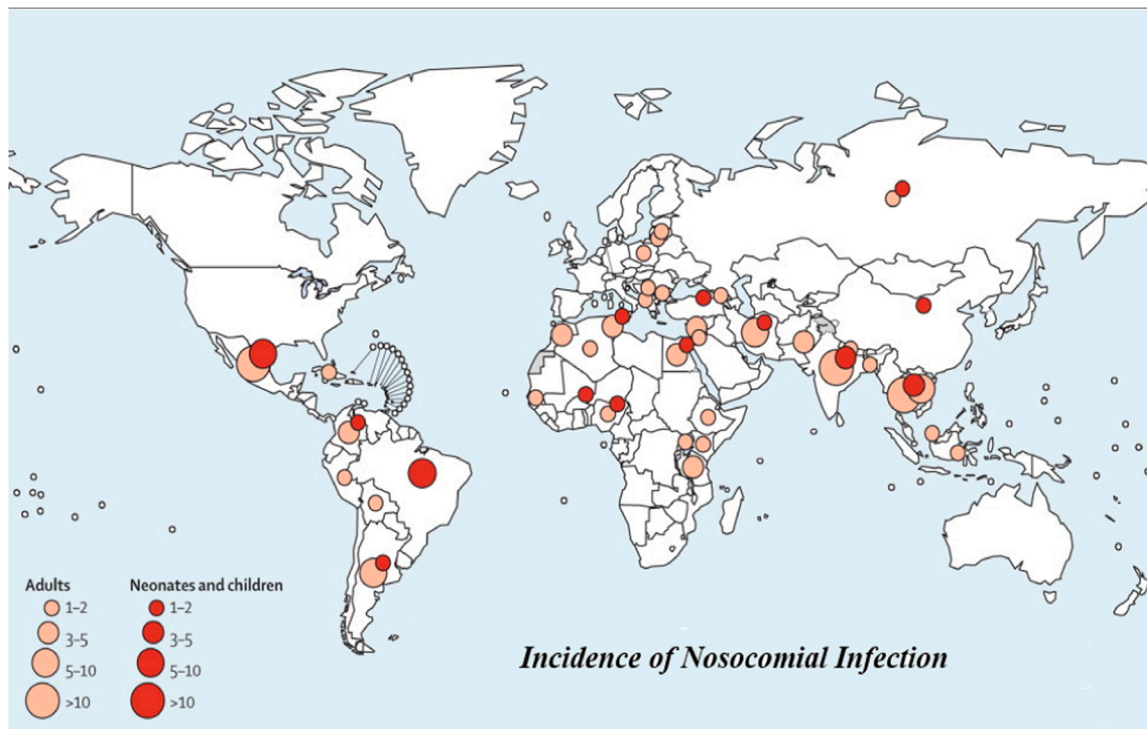 Adults
1–2
3–5
5–10
>10
Neonates and children
1–2
3–5
5–10
>10
Incidence of Nosocomial Infection